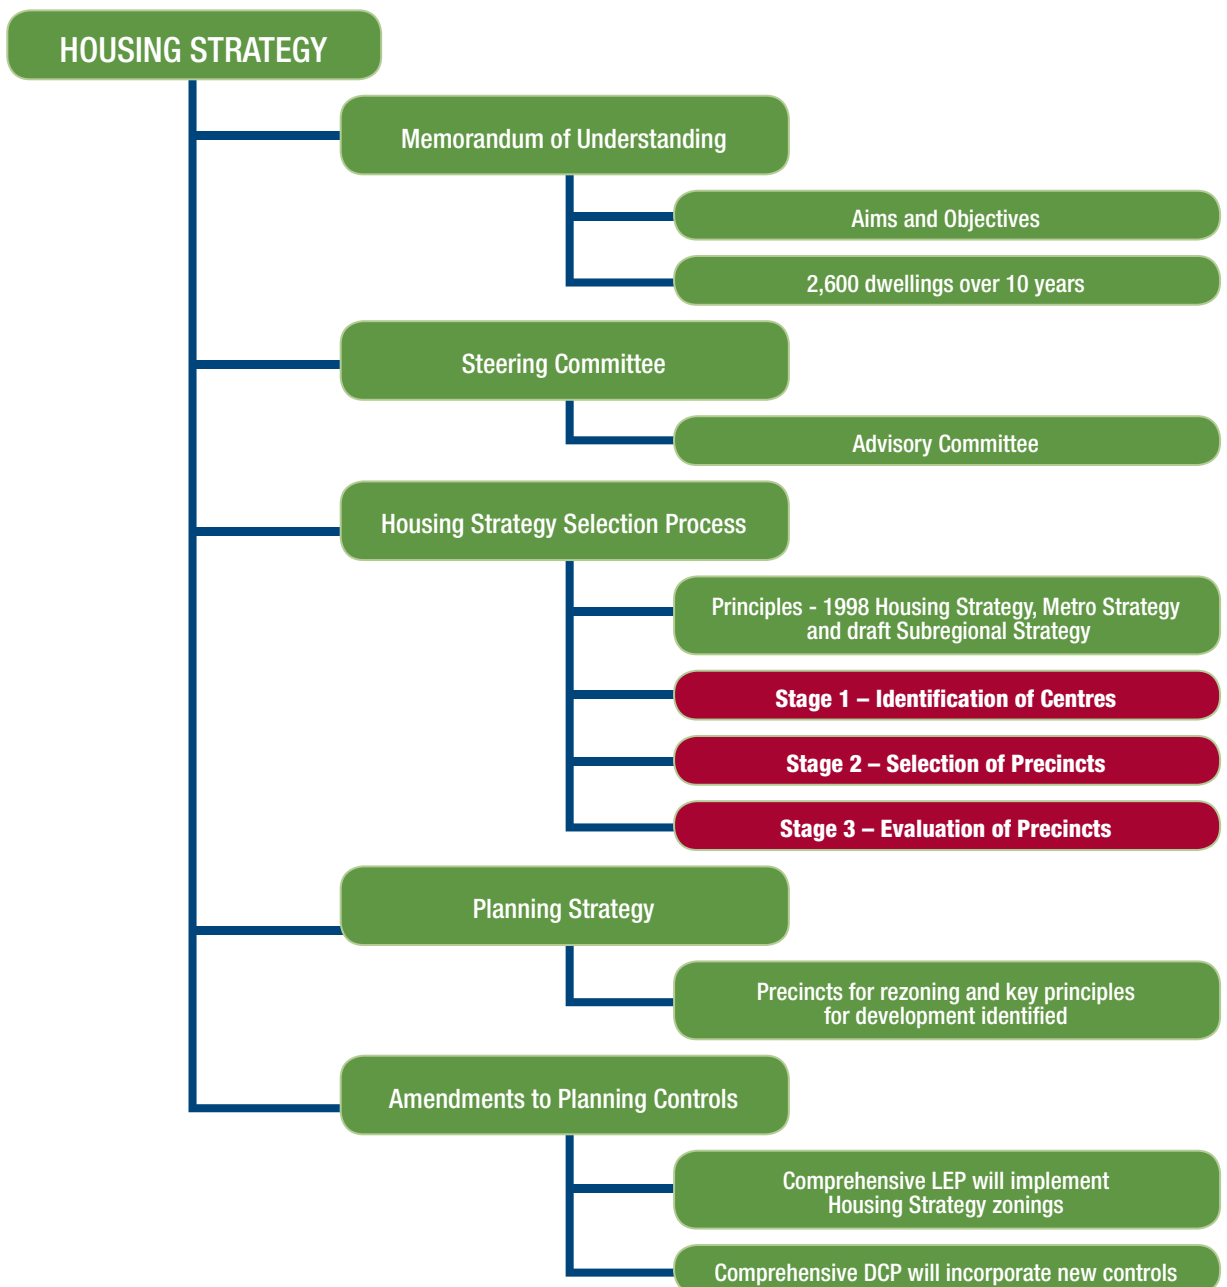 HOUSING STRATEGY
Memorandum of Understanding
Aims and Objectives
2,600 dwellings over 10 years
Steering Committee
Advisory Committee
Housing Strategy Selection Process
Principles - 1998 Housing Strategy, Metro Strategy
and draft Subregional Strategy
Stage 1 – Identification of Centres
Stage 2 – Selection of Precincts
Stage 3 – Evaluation of Precincts
Planning Strategy
Precincts for rezoning and key principles
for development identified
Amendments to Planning Controls
Comprehensive LEP will implement
Housing Strategy zonings
Comprehensive DCP will incorporate new controls